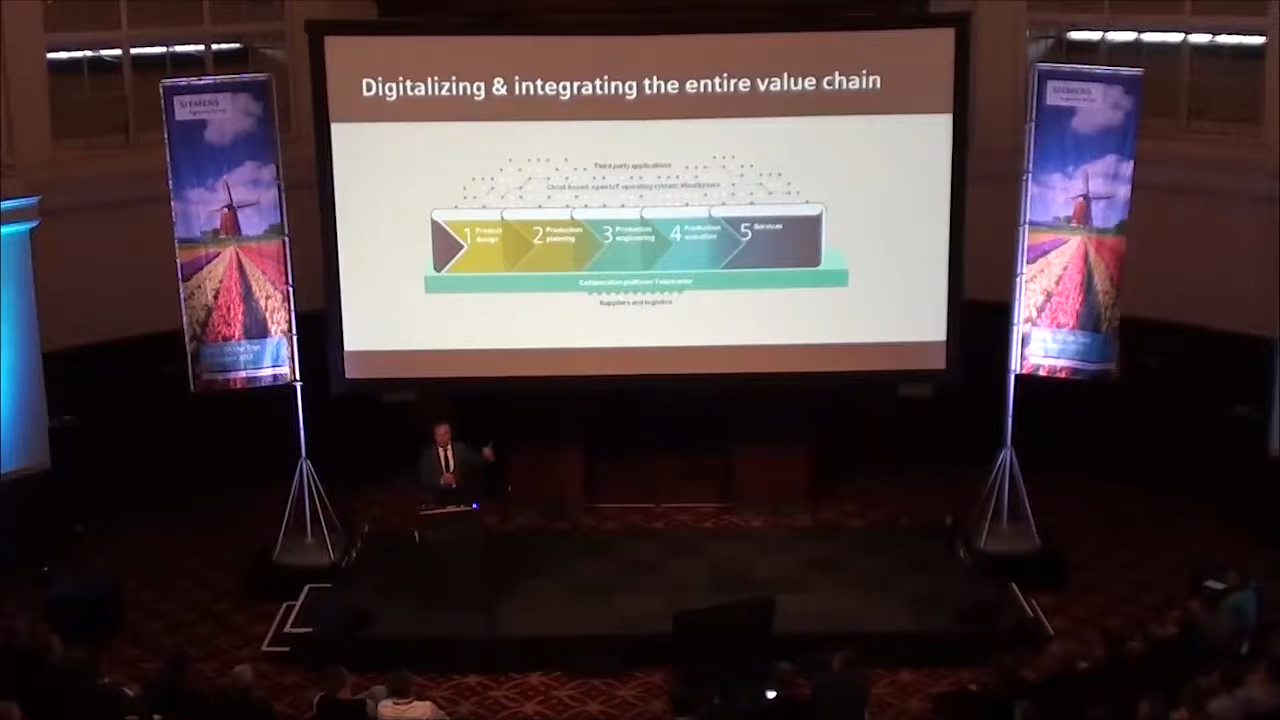 Digitalizing & integrating the entire value chain
Third party applications
Cloud-based, open IoT operating system: MindSphere
1 Product design
2 Production planning
3 Production engineering
4 Production execution
5 Services
Collaboration platform: Teamcenter
Suppliers and logistics
SIEMENS
SIEMENS